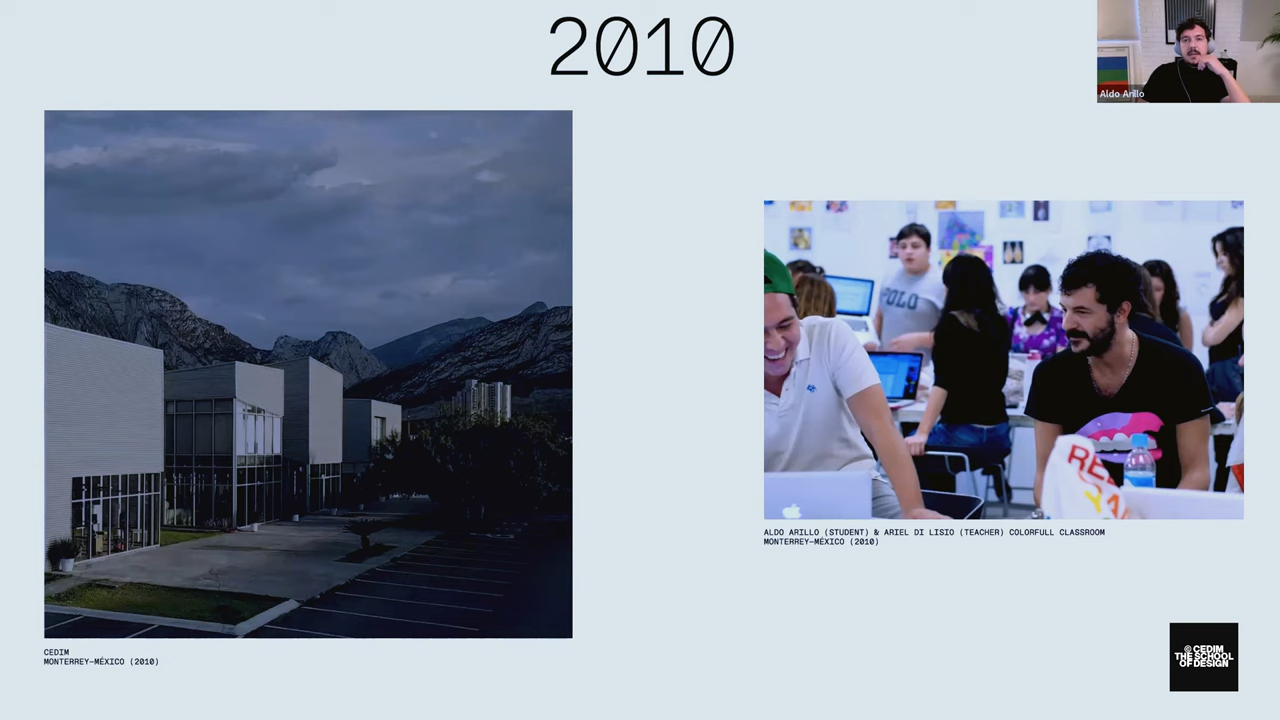 2010
Aldo Arillo
POLO
RE
ALDO ARILLO (STUDENT) & ARIEL DI LISIO (TEACHER) COLORFULL CLASSROOM
MONTERREY-MÉXICO (2010)
CEDIM
MONTERREY-MÉXICO (2010)
@ CEDIM
THE SCHOOL
OF DESIGN